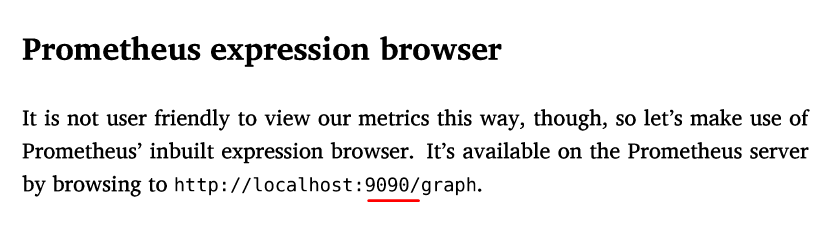 Prometheus expression browser
It is not user friendly to view our metrics this way, though, so let’s make use of
Prometheus’ inbuilt expression browser. It’s available on the Prometheus server
by browsing to http://localhost:9090/graph.